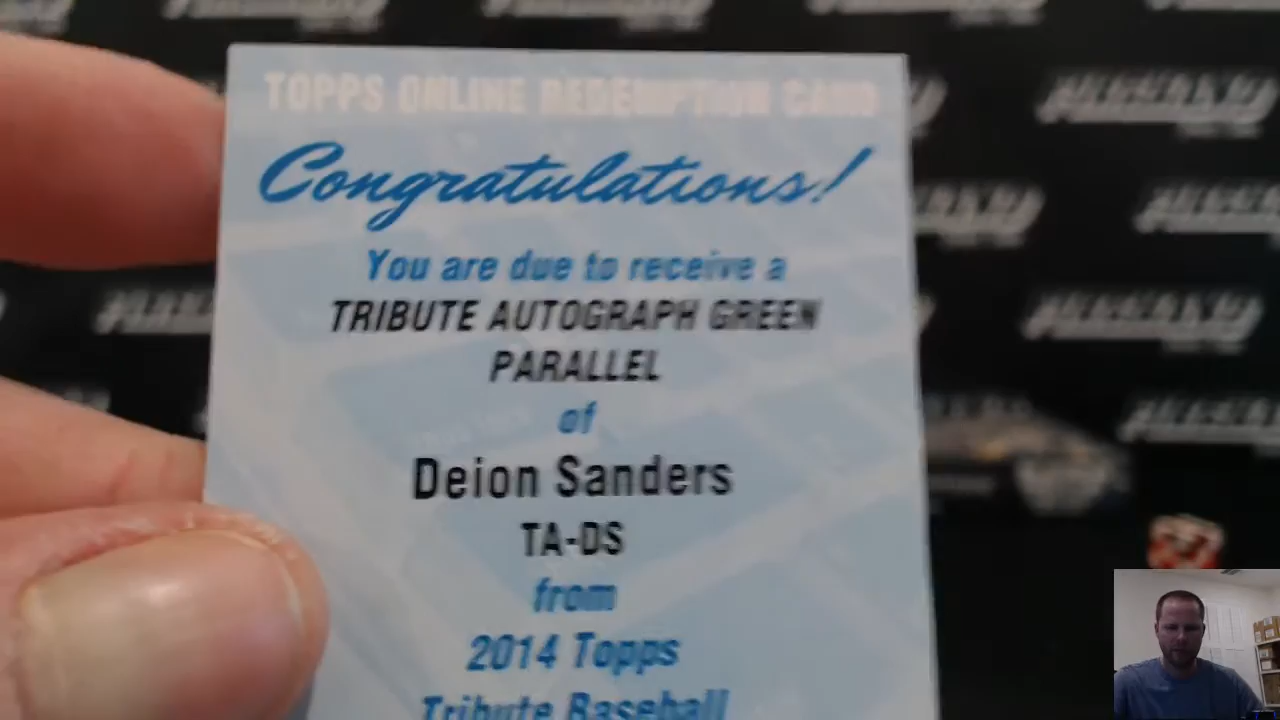 TOPPS ONLINE REDEMPTION CARD
Congratulations!
You are due to receive a
TRIBUTE AUTOGRAPH GREEN
PARALLEL
of
Deion Sanders
TA-DS
from
2014 Topps
Tribute Baseball